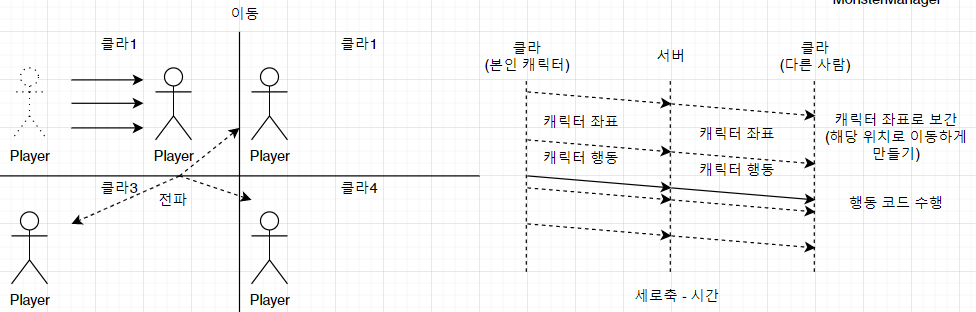 MonsterManager
이동
클라1
클라1
Player
Player
Player
클라3
클라4
전파
Player
Player
클라
(본인 캐릭터)
서버
클라
(다른 사람)
캐릭터 좌표
캐릭터 좌표
캐릭터 행동
캐릭터 행동
캐릭터 좌표로 보간
(해당 위치로 이동하게
만들기)
행동 코드 수행
세로축 - 시간